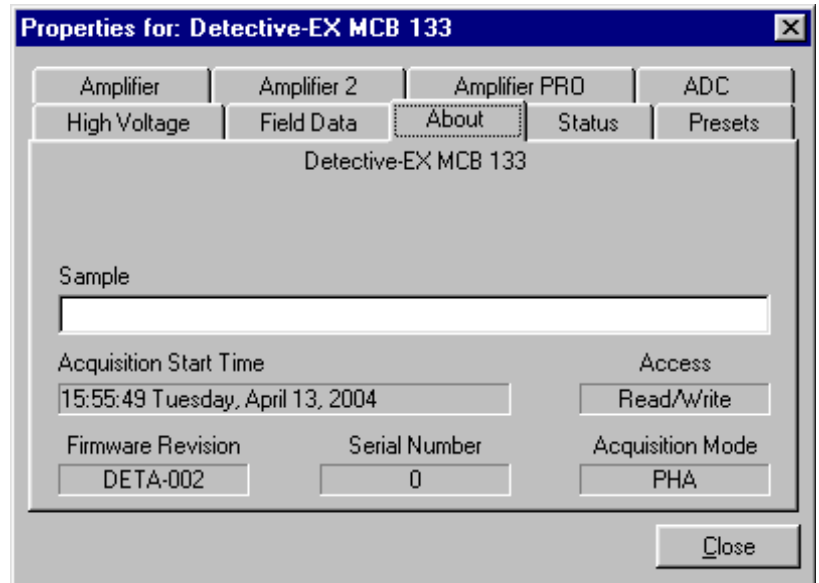 Properties for: Detective-EX MCB 133
Amplifier Amplifier 2 Amplifier PRO ADC
High Voltage Field Data About Status Presets
Detective-EX MCB 133
Sample
Acquisition Start Time Access
15:55:49 Tuesday, April 13, 2004 Read/Write
Firmware Revision Serial Number Acquisition Mode
DETA-002 0 PHA
Close